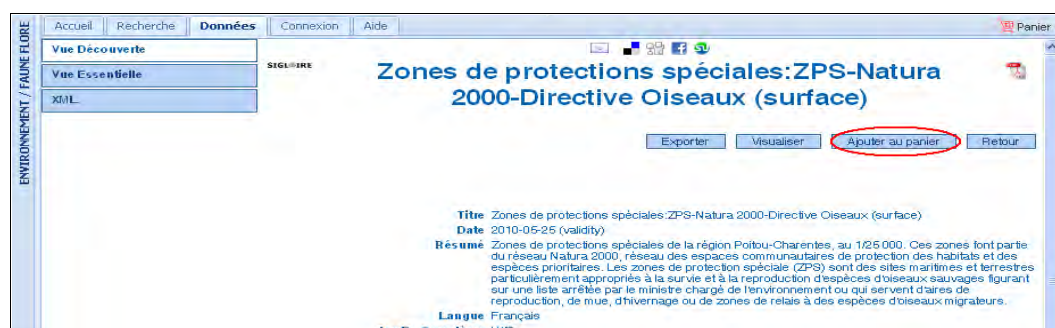 Accueil Recherche Données Connexion Aide Panier
ENVIRONNEMENT / FAUNE FLORE
Vue Découverte
Vue Essentielle
XML
SIGLOIRE
Zones de protections spéciales:ZPS-Natura
2000-Directive Oiseaux (surface)
Exporter Visualiser Ajouter au panier Retour
Titre Zones de protections spéciales:ZPS-Natura 2000-Directive Oiseaux (surface)
Date 2010-05-25 (validity)
Résumé Zones de protections spéciales de la région Poitou-Charentes, au 1/25 000. Ces zones font partie
du réseau Natura 2000, réseau des espaces communautaires de protection des habitats et des
espèces prioritaires. Les zones de protection spéciale (ZPS) sont des sites maritimes et terrestres
particulièrement appropriés à la survie et à la reproduction d'espèces d'oiseaux sauvages figurant
sur une liste arrêtée par le ministre chargé de l'environnement ou qui servent d'aires de
reproduction, de mue, d'hivernage ou de zones de relais à des espèces d'oiseaux migrateurs.
Langue Français